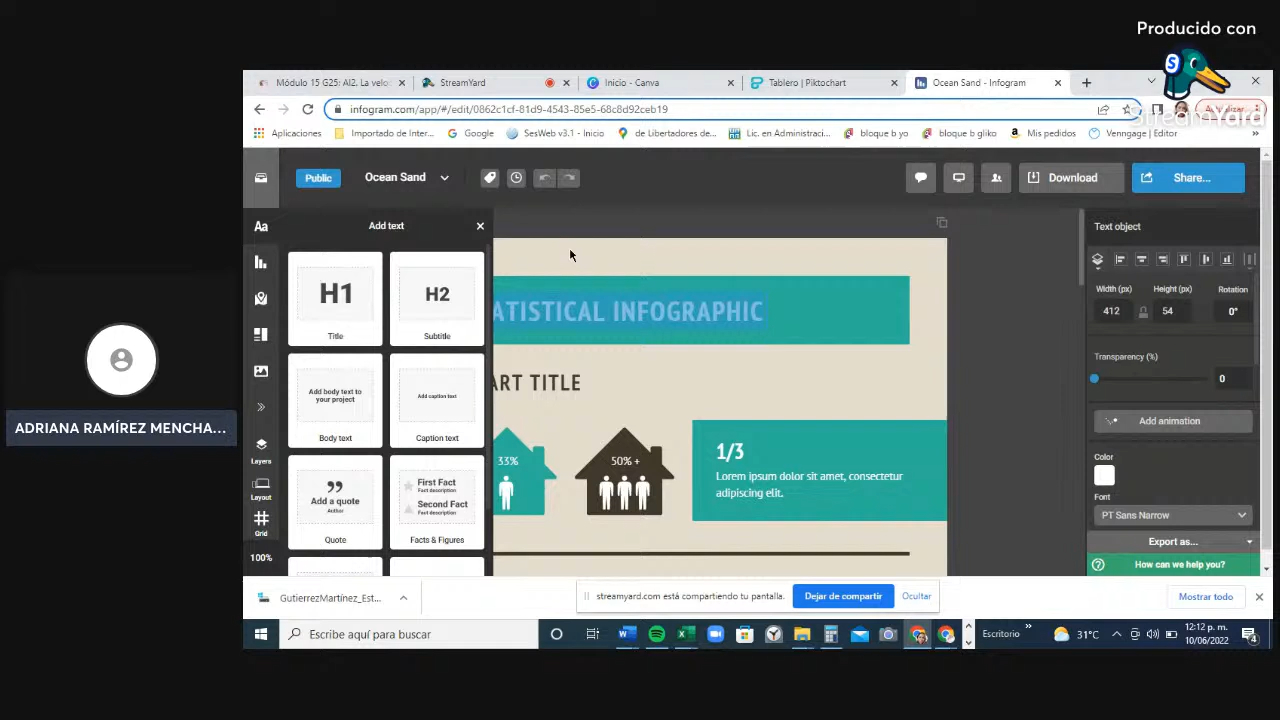 Producido con
StreamYard
Módulo 15 G25: AI2. La velo
StreamYard
Inicio - Canva
Tablero | Piktochart
Ocean Sand - Infogram
infogram.com/app/#/edit/0862c1cf-81d9-4543-85e5-68c8d92ceb19
Aplicaciones
Importado de Inter...
Google
SesWeb v3.1 - Inicio
de Libertadores de...
Lic. en Administraci...
bloque b yo
bloque b gliko
Mis pedidos
Venngage | Editor
Public
Ocean Sand
Download
Share...
Aa
Add text
H1
Title
H2
Subtitle
Add body text to
your project
Body text
Add caption text
Caption text
Add a quote
Author
Quote
First Fact
Fact description
Second Fact
Fact description
Facts & Figures
Layers
Layout
Grid
100%
ATISTICAL INFOGRAPHIC
ART TITLE
33%
50% +
1/3
Lorem ipsum dolor sit amet, consectetur
adipiscing elit.
Text object
Width (px)
Height (px)
Rotation
412
54
0°
Transparency (%)
0
Add animation
Color
Font
PT Sans Narrow
Export as...
How can we help you?
ADRIANA RAMÍREZ MENCHA...
GutierrezMartínez_Est...
streamyard.com está compartiendo tu pantalla.
Dejar de compartir
Ocultar
Mostrar todo
Escribe aquí para buscar
Escritorio
31°C
12:12 p. m.
10/06/2022
4